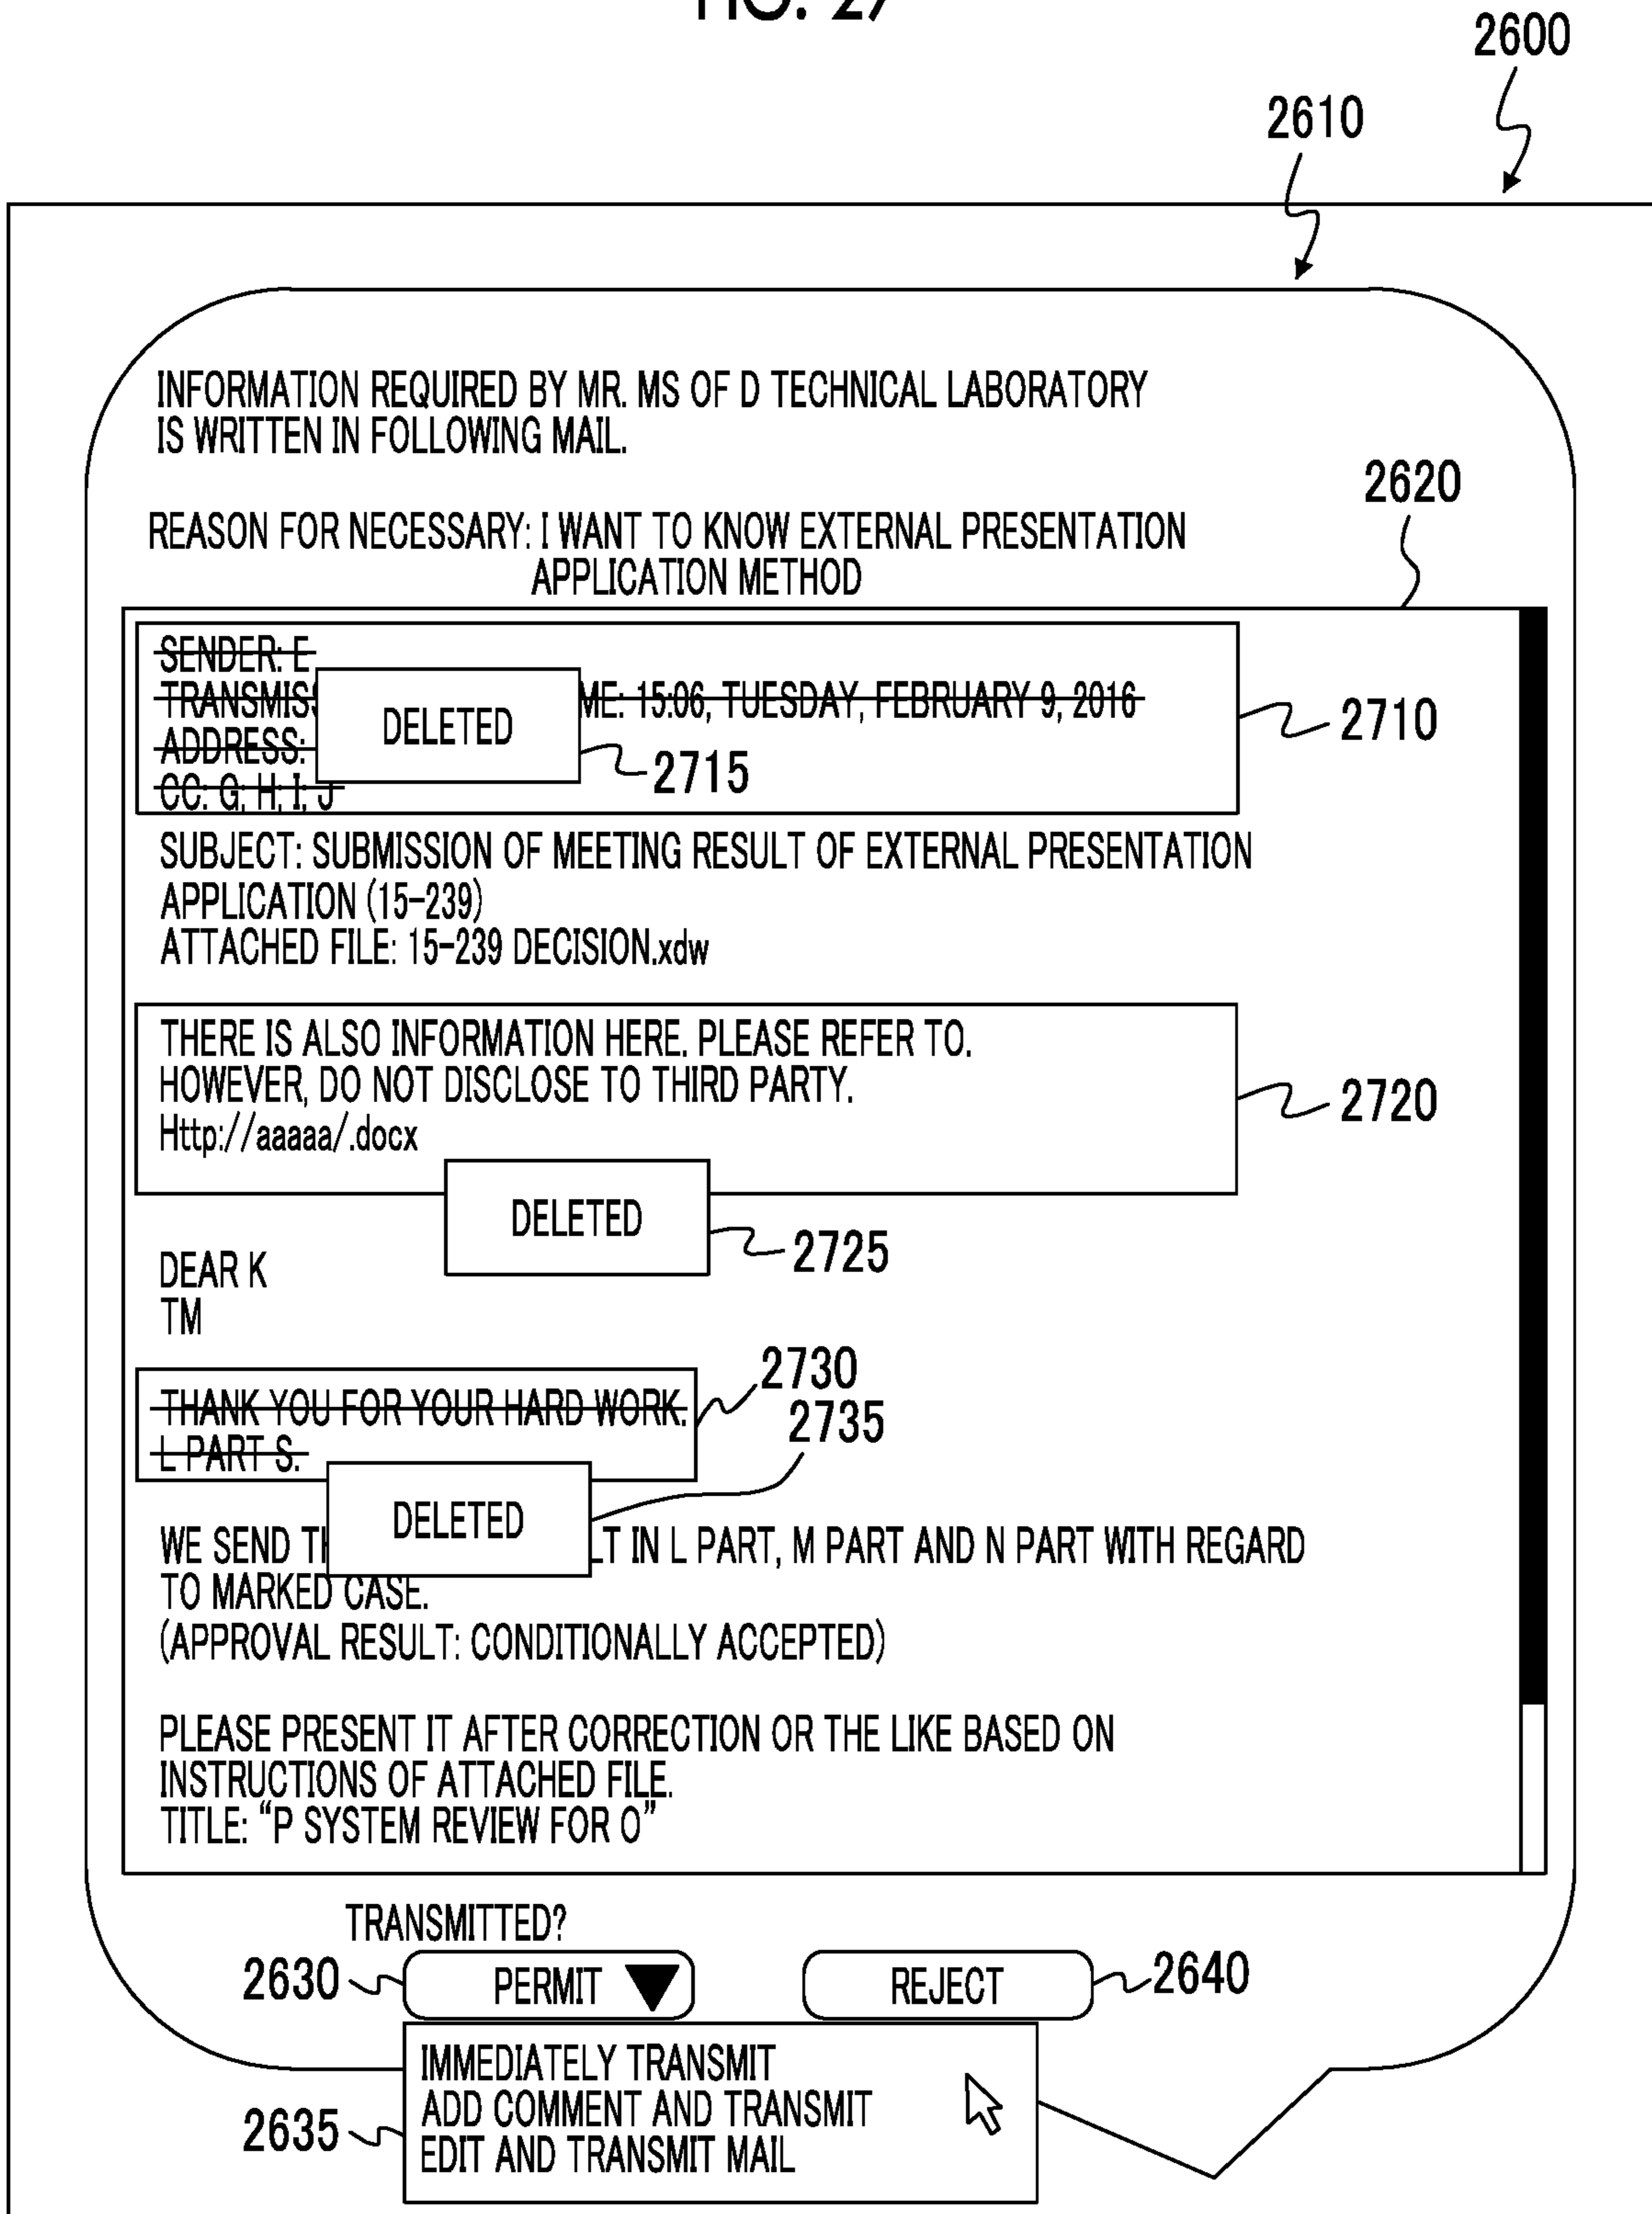 FIG. 27
2600
2610
INFORMATION REQUIRED BY MR. MS OF D TECHNICAL LABORATORY
IS WRITTEN IN FOLLOWING MAIL.
2620
REASON FOR NECESSARY: I WANT TO KNOW EXTERNAL PRESENTATION
APPLICATION METHOD
SENDER: E
ME: 15:06, TUESDAY, FEBRUARY 9, 2016
2710
DELETED
ADDRESS:
2715
CC: G; H; I; J
SUBJECT: SUBMISSION OF MEETING RESULT OF EXTERNAL PRESENTATION
APPLICATION (15-239)
ATTACHED FILE: 15-239 DECISION.xdw
THERE IS ALSO INFORMATION HERE. PLEASE REFER TO.
HOWEVER, DO NOT DISCLOSE TO THIRD PARTY.
2720
Http://aaaaa/.docx
DELETED
2725
DEAR K
TM
2730
THANK YOU FOR YOUR HARD WORK.
2735
L PART S.
DELETED
WE SEND IN L PART, M PART AND N PART WITH REGARD
TO MARKED CASE.
(APPROVAL RESULT: CONDITIONALLY ACCEPTED)
PLEASE PRESENT IT AFTER CORRECTION OR THE LIKE BASED ON
INSTRUCTIONS OF ATTACHED FILE.
TITLE: “P SYSTEM REVIEW FOR O”
TRANSMITTED?
2630
PERMIT
REJECT
2640
IMMEDIATELY TRANSMIT
ADD COMMENT AND TRANSMIT
2635
EDIT AND TRANSMIT MAIL